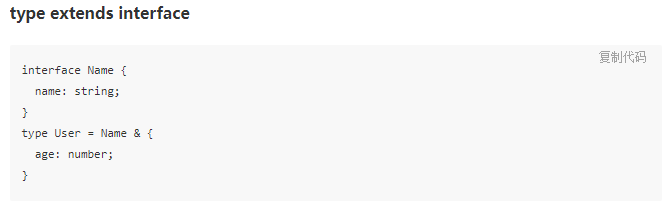 type extends interface
复制代码
interface Name {
  name: string;
}
type User = Name & {
  age: number;
}